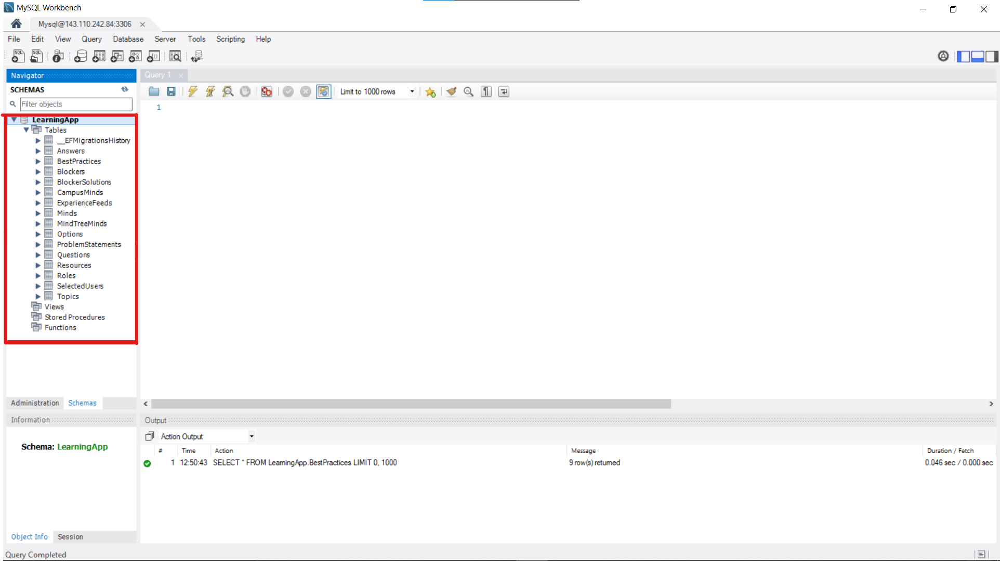 MySQL Workbench
Mysql@143.110.242.84:3306
File Edit View Query Database Server Tools Scripting Help
Navigator
SCHEMAS
Filter objects
LearningApp
Tables
__EFMigrationsHistory
Answers
BestPractices
Blockers
BlockerSolutions
CampusMinds
ExperienceFeeds
Minds
MindTreeMinds
Options
ProblemStatements
Questions
Resources
Roles
SelectedUsers
Topics
Views
Stored Procedures
Functions
Administration Schemas
Information
Schema: LearningApp
Object Info Session
Query 1
Limit to 1000 rows
1
Output
Action Output
# Time Action Message Duration / Fetch
1 12:50:43 SELECT * FROM LearningApp.BestPractices LIMIT 0, 1000 9 row(s) returned 0.046 sec / 0.000 sec
Query Completed